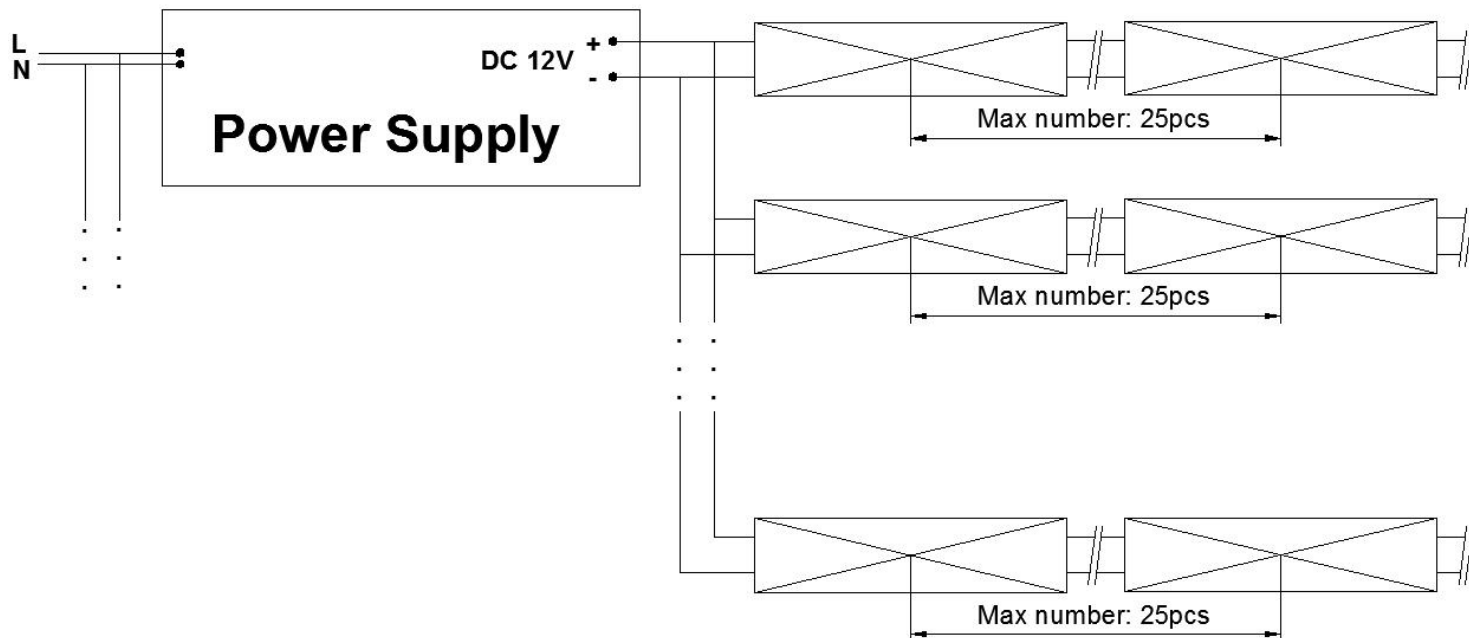 L
N
DC 12V
+
-
Power Supply
Max number: 25pcs
Max number: 25pcs
Max number: 25pcs